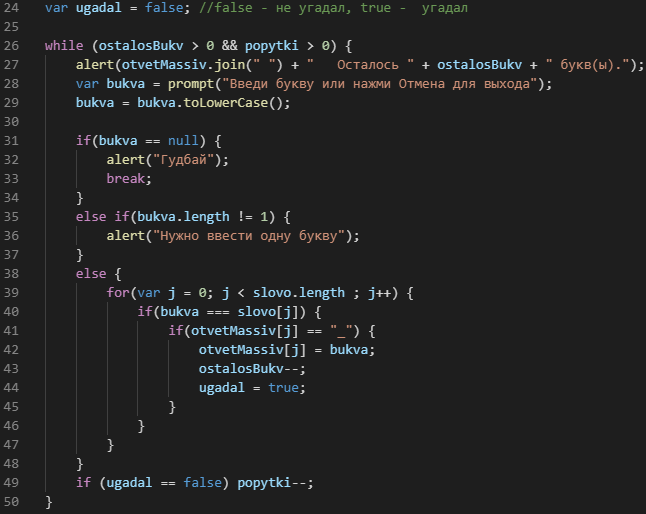 24 var ugadal = false; //false - не угадал, true -  угадал
25
26 while (ostalosBukv > 0 && popytki > 0) {
27     alert(otvetMassiv.join(" ") + "   Осталось " + ostalosBukv + " букв(ы).");
28     var bukva = prompt("Введи букву или нажми Отмена для выхода");
29     bukva = bukva.toLowerCase();
30
31     if(bukva == null) {
32         alert("Гудбай");
33         break;
34     }
35     else if(bukva.length != 1) {
36         alert("Нужно ввести одну букву");
37     }
38     else {
39         for(var j = 0; j < slovo.length ; j++) {
40             if(bukva === slovo[j]) {
41                 if(otvetMassiv[j] == "_") {
42                     otvetMassiv[j] = bukva;
43                     ostalosBukv--;
44                     ugadal = true;
45                 }
46             }
47         }
48     }
49     if (ugadal == false) popytki--;
50 }